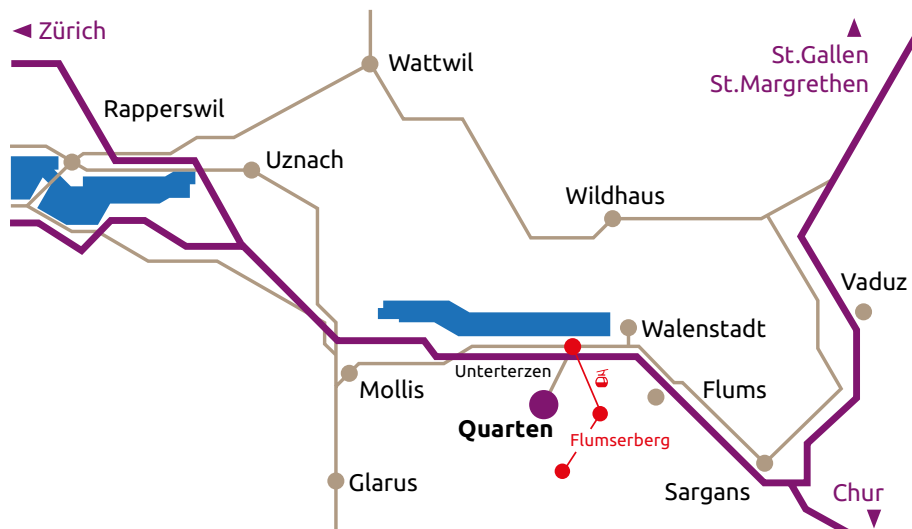 Zürich
St.Gallen
St.Margrethen
Wattwil
Rapperswil
Uznach
Wildhaus
Vaduz
Walenstadt
Unterterzen
Mollis
Flums
Quarten
Flumserberg
Glarus
Sargans
Chur